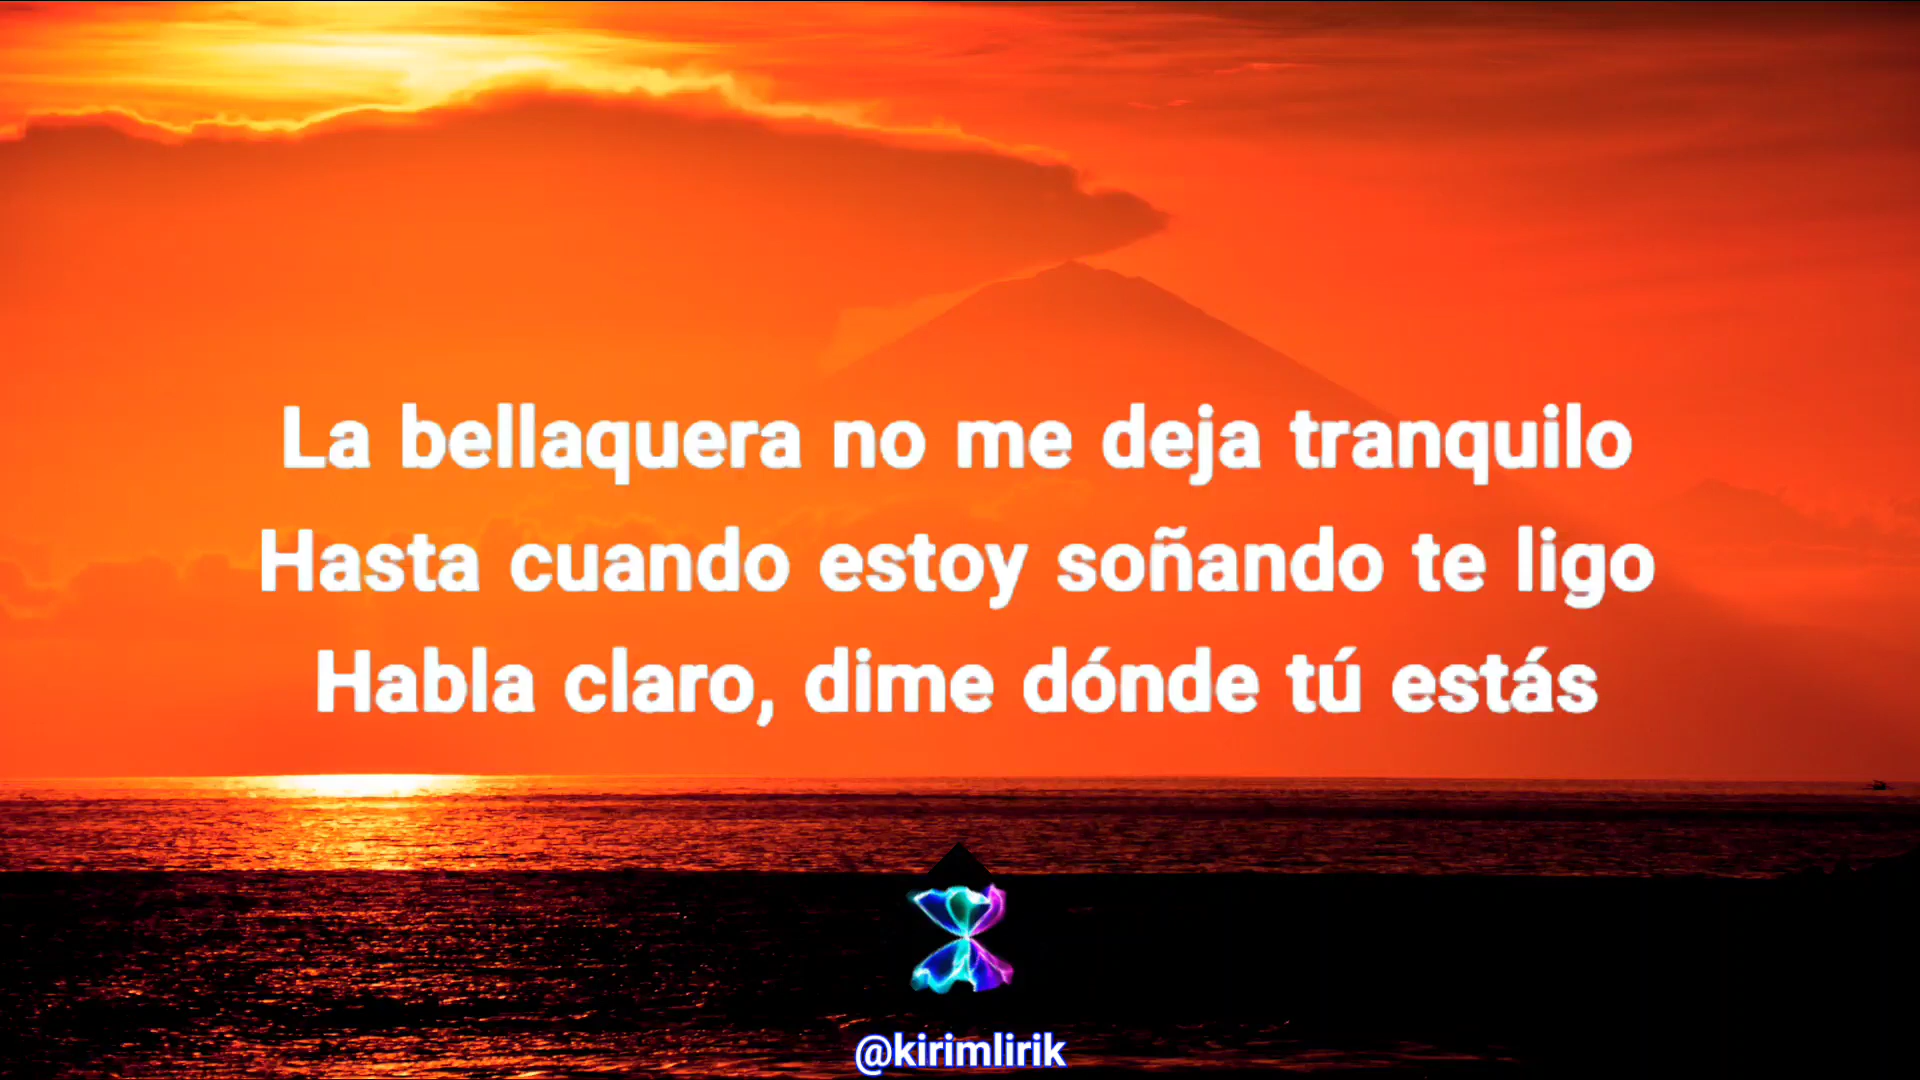 La bellaquera no me deja tranquilo
Hasta cuando estoy soñando te ligo
Habla claro, dime dónde tú estás
@kirimlirik